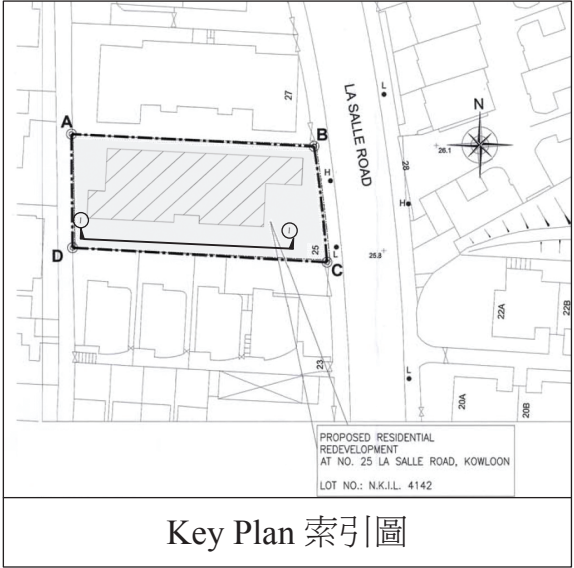 A
B
27
LA SALLE ROAD
L
N
26.1
28
H
H
I
I
D
25
L
C
25.8
22A
22B
23
L
20A
20B
PROPOSED RESIDENTIAL
REDEVELOPMENT
AT NO. 25 LA SALLE ROAD, KOWLOON
LOT NO.: N.K.I.L. 4142
Key Plan 索引圖